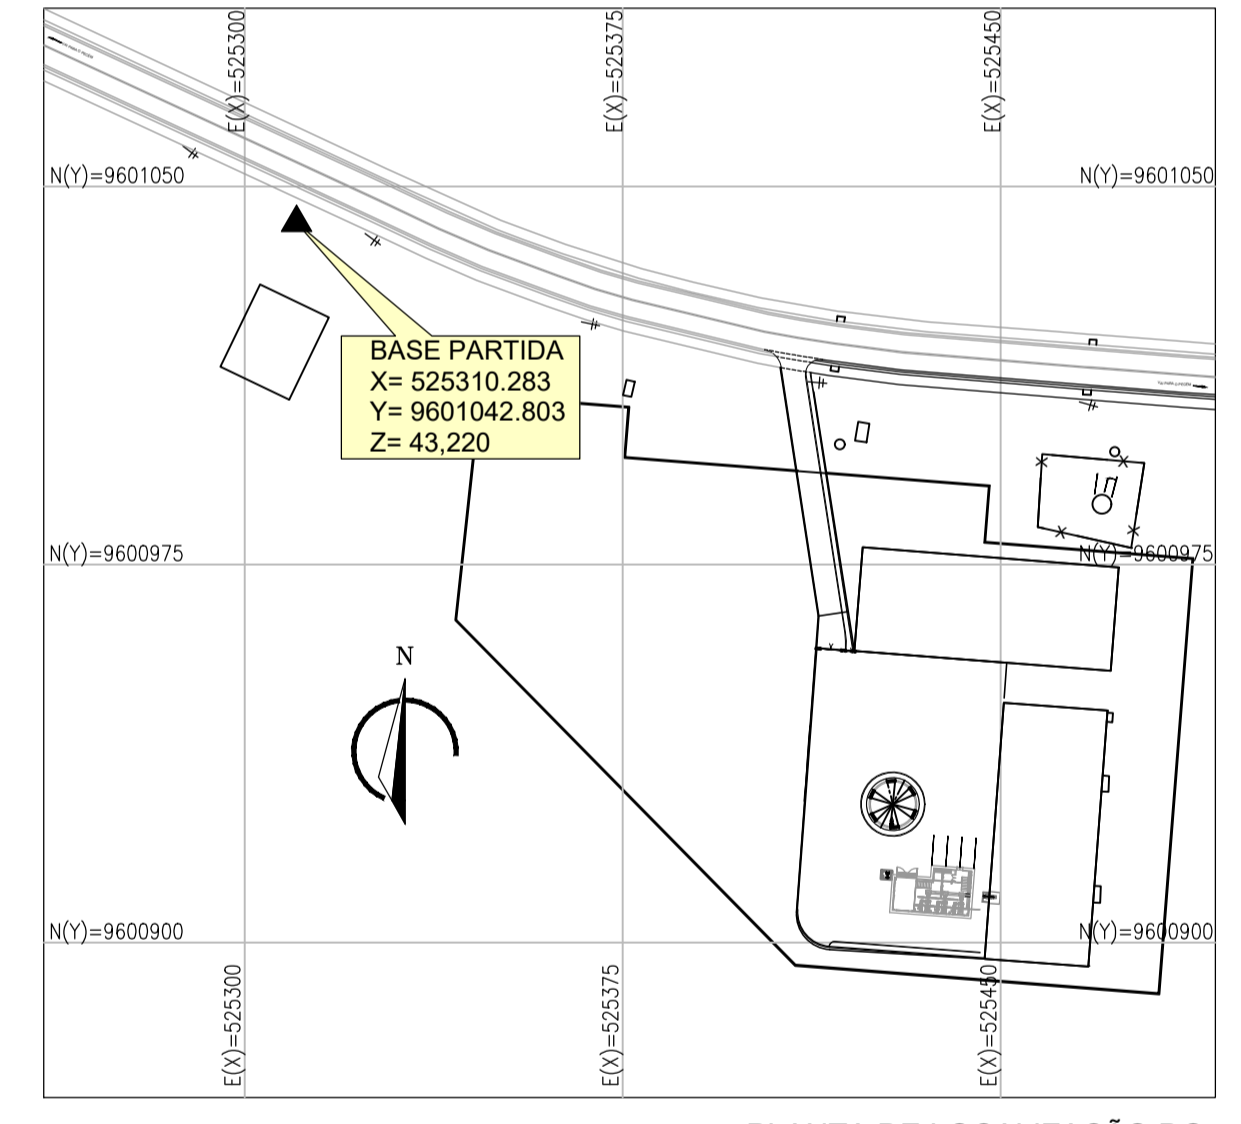 E(X)=525300
E(X)=525375
E(X)=525450
N(Y)=9601050
N(Y)=9601050
BASE PARTIDA
X= 525310.283
Y= 9601042.803
Z= 43,220
N(Y)=9600975
N(Y)=9600975
N
N(Y)=9600900
N(Y)=9600900
E(X)=525300
E(X)=525375
E(X)=525450